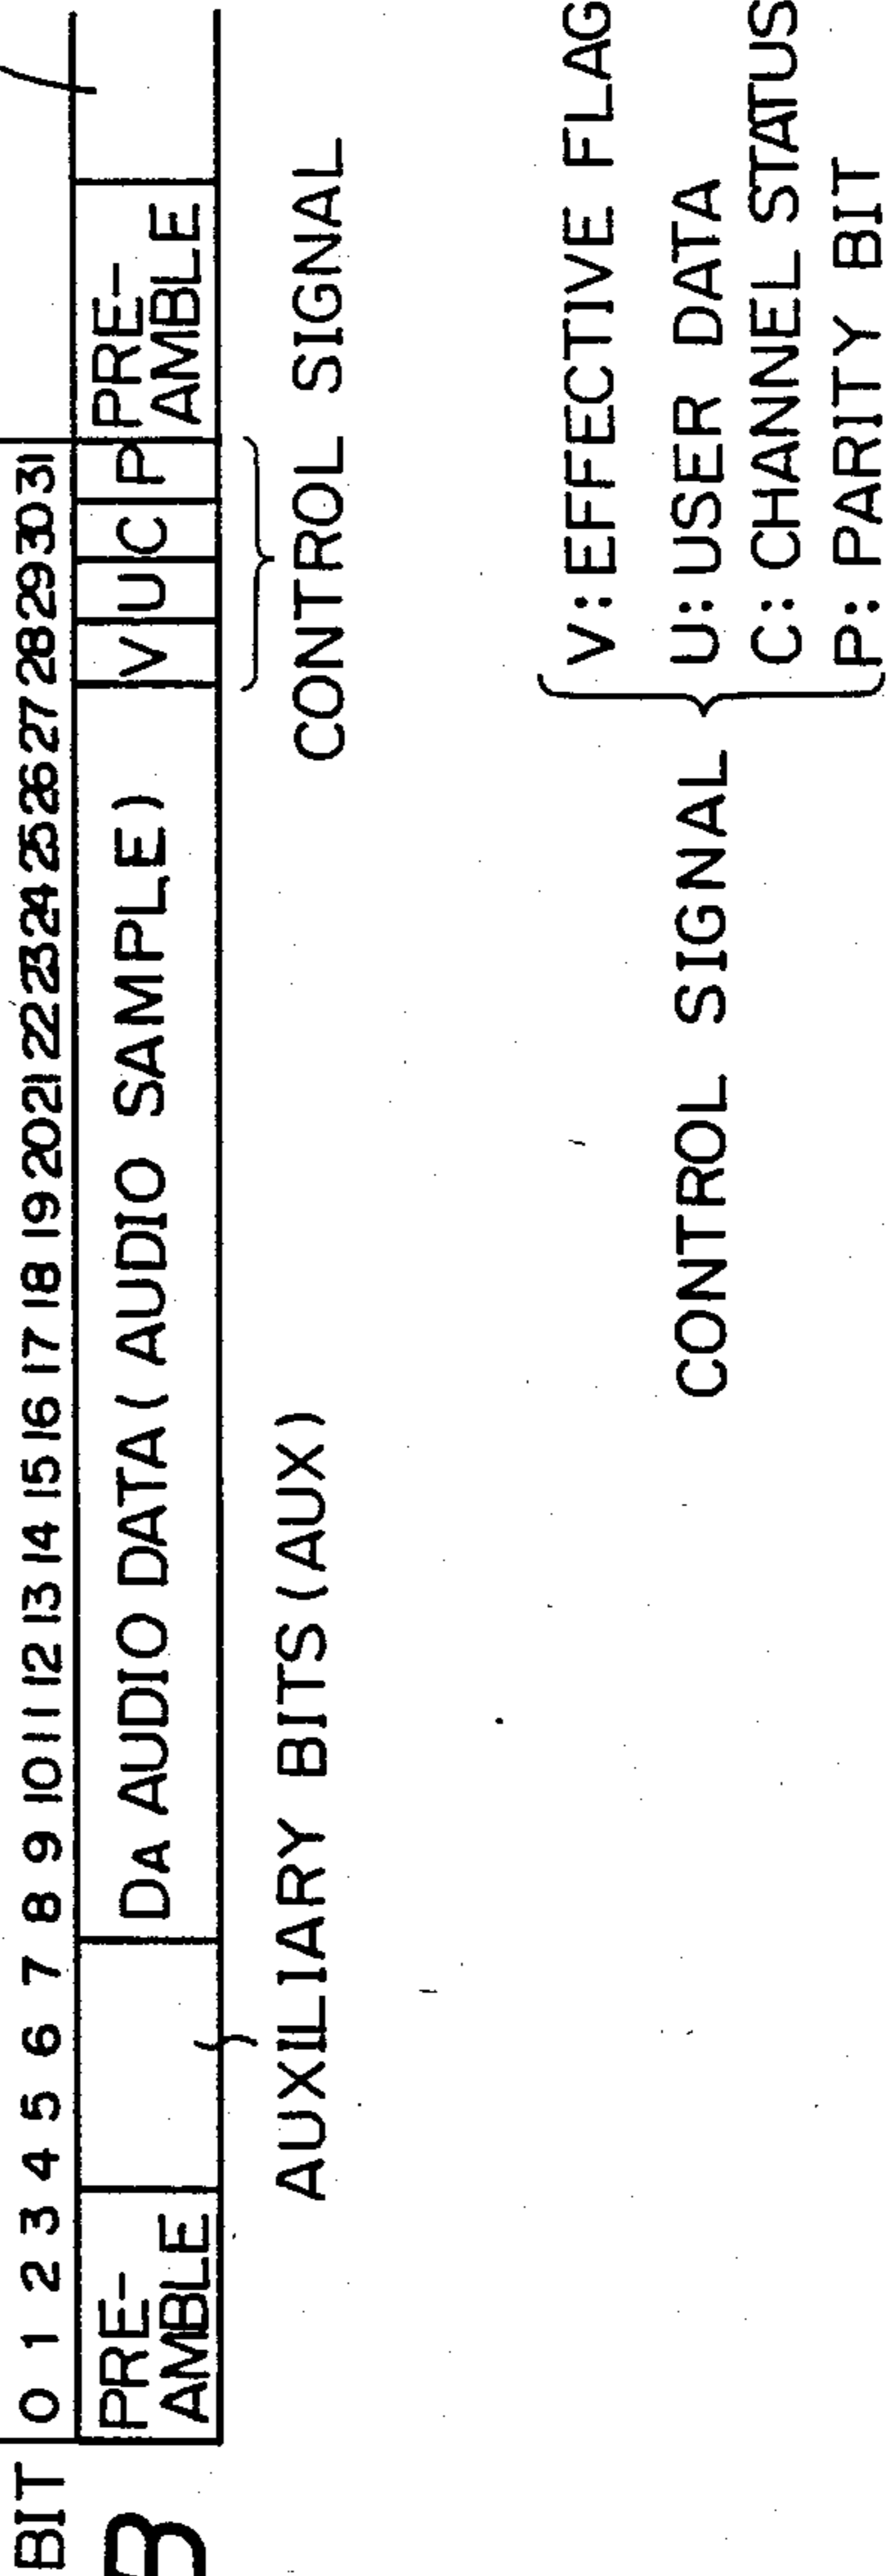 BIT 0 1 2 3 4 5 6 7 8 9 10 11 12 13 14 15 16 17 18 19 20 21 22 23 24 25 26 27 28 29 30 31
B PRE-
AMBLE
DA AUDIO DATA (AUDIO SAMPLE)
V U C P
PRE-
AMBLE
AUXILIARY BITS (AUX)
CONTROL SIGNAL
CONTROL SIGNAL
V: EFFECTIVE FLAG
U: USER DATA
C: CHANNEL STATUS
P: PARITY BIT